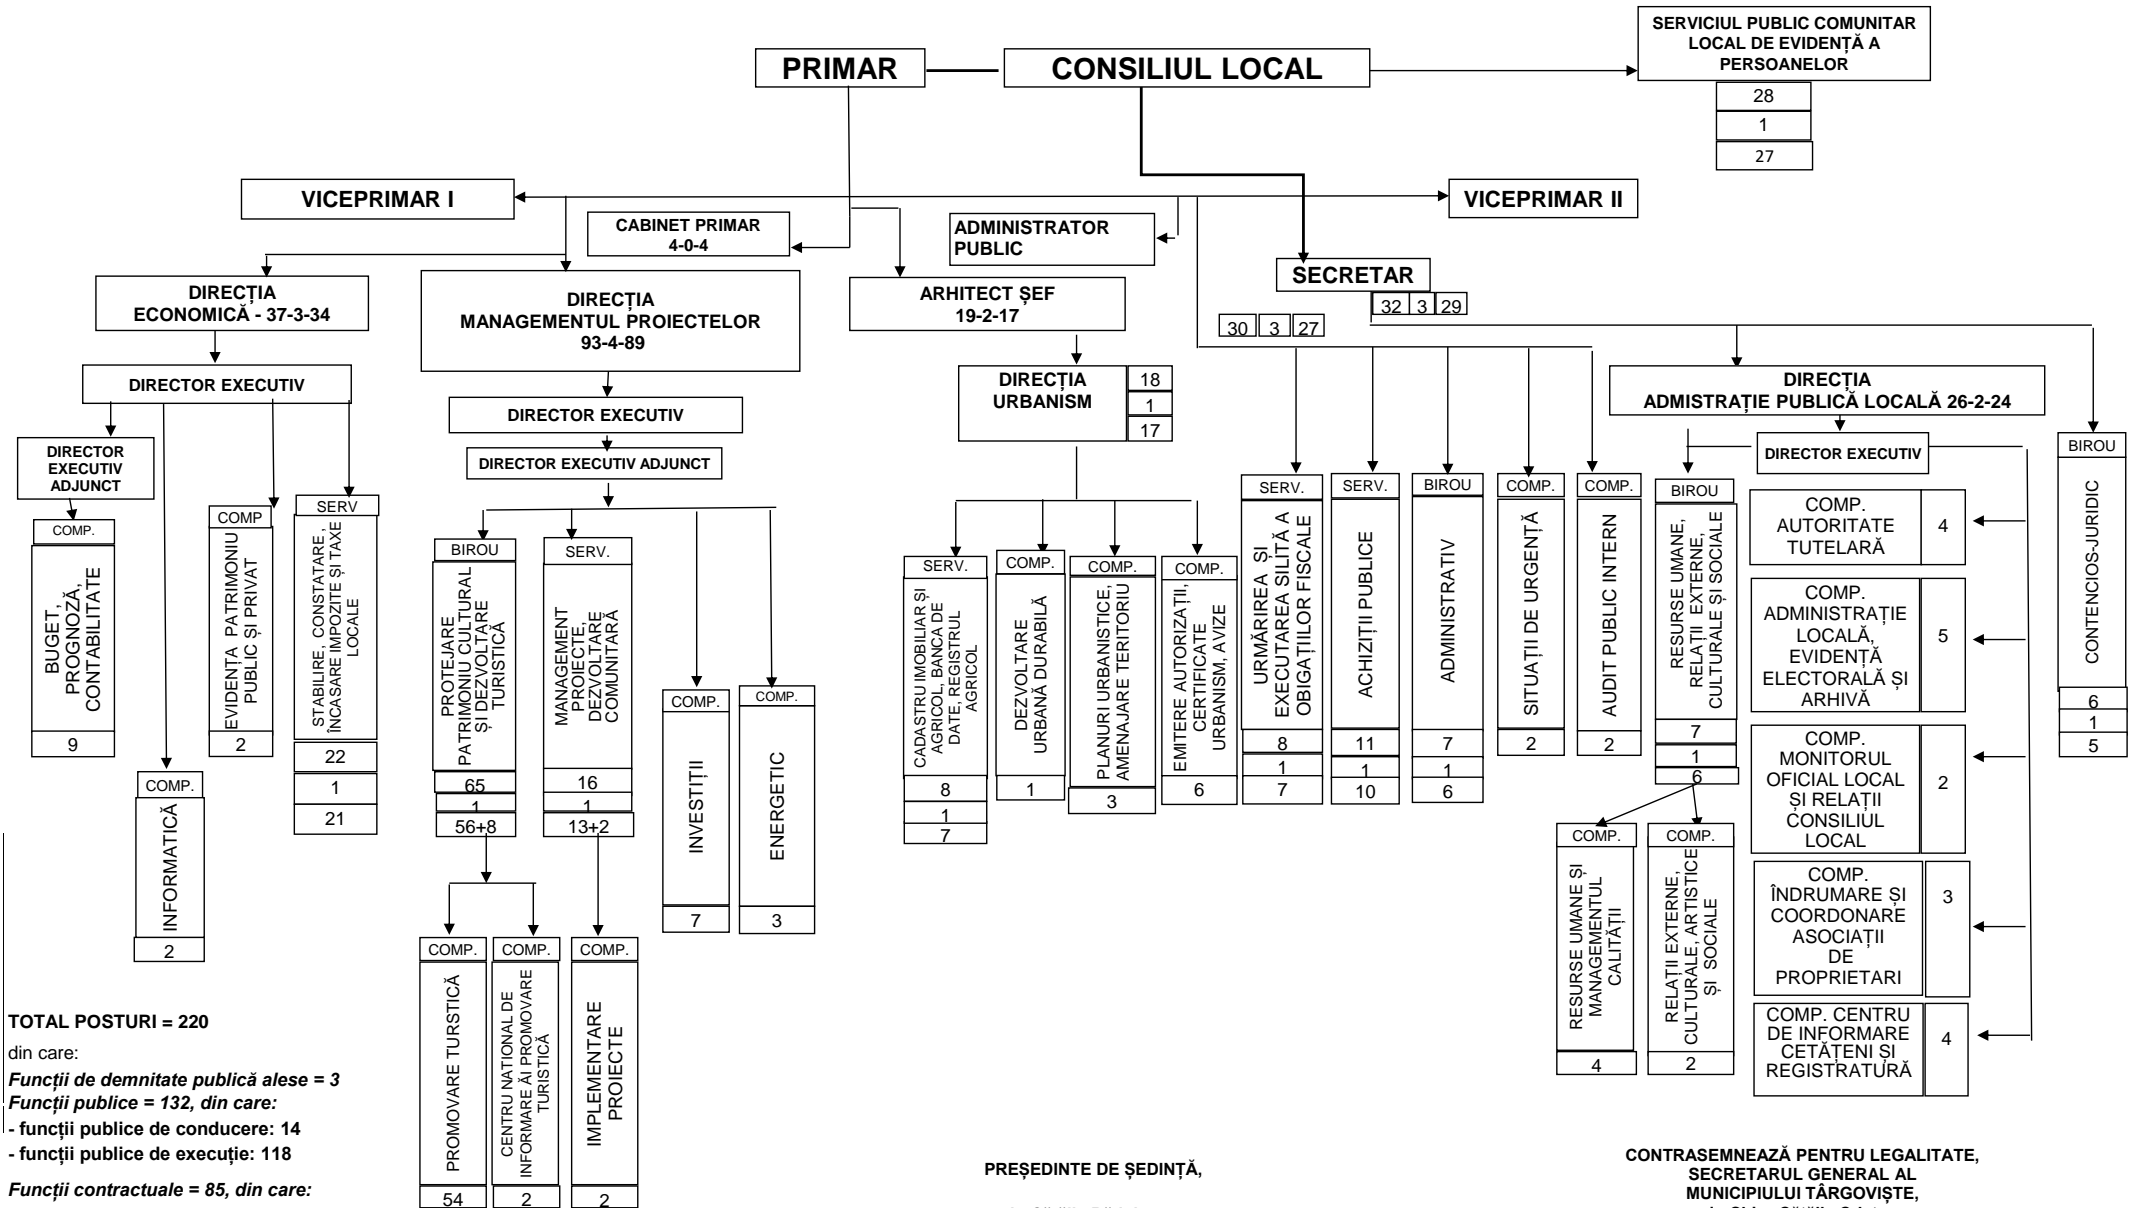 SERVICIUL PUBLIC COMUNITAR
LOCAL DE EVIDENȚĂ A
PERSOANELOR
28
1
27
PRIMAR
CONSILIUL LOCAL
VICEPRIMAR I
VICEPRIMAR II
CABINET PRIMAR
4-0-4
ADMINISTRATOR
PUBLIC
SECRETAR
32 3 29
30 3 27
DIRECȚIA
ECONOMICĂ - 37-3-34
DIRECȚIA
MANAGEMENTUL PROIECTELOR
93-4-89
ARHITECT ȘEF
19-2-17
DIRECTOR EXECUTIV
DIRECTOR EXECUTIV
DIRECTOR EXECUTIV ADJUNCT
DIRECȚIA
URBANISM
18
1
17
DIRECȚIA
ADMISTRAȚIE PUBLICĂ LOCALĂ 26-2-24
DIRECTOR EXECUTIV
DIRECTOR
EXECUTIV
ADJUNCT
COMP.
BUGET,
PROGNOZĂ,
CONTABILITATE
9
COMP.
INFORMATICĂ
2
COMP
EVIDENȚA PATRIMONIU
PUBLIC ȘI PRIVAT
2
SERV
STABILIRE, CONSTATARE,
ÎNCASARE IMPOZITE ȘI TAXE
LOCALE
22
1
21
BIROU
PROTEJARE
PATRIMONIU CULTURAL
ȘI DEZVOLTARE
TURISTICĂ
65
1
56+8
SERV.
MANAGEMENT
PROIECTE,
DEZVOLTARE
COMUNITARĂ
16
1
13+2
COMP.
INVESTIȚII
7
COMP.
ENERGETIC
3
COMP.
PROMOVARE TURSTICĂ
54
COMP.
CENTRU NATIONAL DE
INFORMARE ĂI PROMOVARE
TURISTICĂ
2
COMP.
IMPLEMENTARE
PROIECTE
2
SERV.
CADASTRU IMOBILIAR ȘI
AGRICOL, BANCA DE
DATE, REGISTRUL
AGRICOL
8
1
7
COMP.
DEZVOLTARE
URBANĂ DURABILĂ
1
COMP.
PLANURI URBANISTICE,
AMENAJARE TERITORIU
3
COMP.
EMITERE AUTORIZAȚII,
CERTIFICATE
URBANISM, AVIZE
6
SERV.
URMĂRIREA ȘI
EXECUTAREA SILITĂ A
OBIGAȚIILOR FISCALE
8
1
7
SERV.
ACHIZIȚII PUBLICE
11
1
10
BIROU
ADMINISTRATIV
7
1
6
COMP.
SITUAȚII DE URGENȚĂ
2
COMP.
AUDIT PUBLIC INTERN
2
BIROU
RESURSE UMANE,
RELAȚII EXTERNE,
CULTURALE ȘI SOCIALE
7
1
6
COMP.
RESURSE UMANE ȘI
MANAGEMENTUL
CALITĂȚII
4
COMP.
RELAȚII EXTERNE,
CULTURALE, ARTISTICE
ȘI SOCIALE
2
COMP.
AUTORITATE
TUTELARĂ
4
COMP.
ADMINISTRAȚIE
LOCALĂ,
EVIDENȚĂ
ELECTORALĂ ȘI
ARHIVĂ
5
COMP.
MONITORUL
OFICIAL LOCAL
ȘI RELAȚII
CONSILIUL
LOCAL
2
COMP.
ÎNDRUMARE ȘI
COORDONARE
ASOCIAȚII
DE
PROPRIETARI
3
COMP. CENTRU
DE INFORMARE
CETĂȚENI ȘI
REGISTRATURĂ
4
BIROU
CONTENCIOS-JURIDIC
6
1
5
TOTAL POSTURI = 220
din care:
Funcții de demnitate publică alese = 3
Funcții publice = 132, din care:
- funcții publice de conducere: 14
- funcții publice de execuție: 118
Funcții contractuale = 85, din care:
PREȘEDINTE DE ȘEDINȚĂ,
CONTRASEMNEAZĂ PENTRU LEGALITATE,
SECRETARUL GENERAL AL
MUNICIPIULUI TÂRGOVIȘTE,